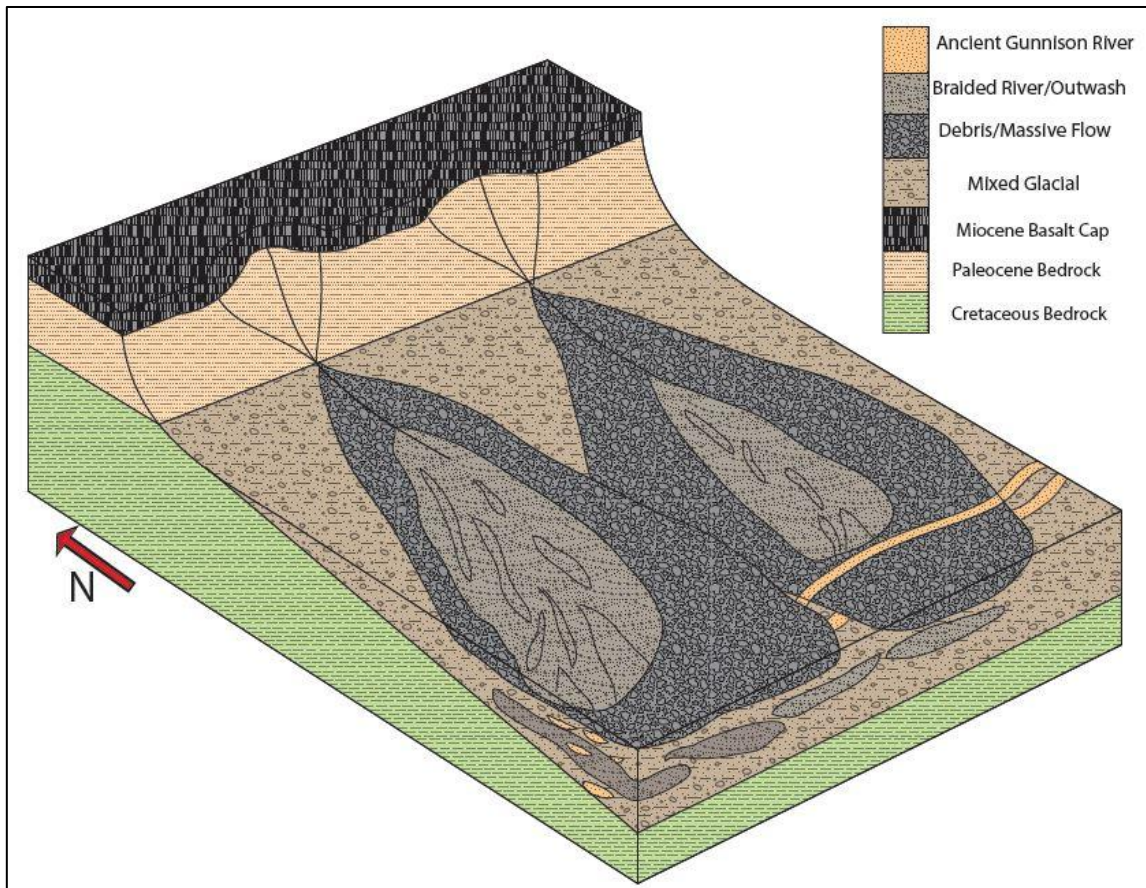 Ancient Gunnison River
Braided River/Outwash
Debris/Massive Flow
Mixed Glacial
Miocene Basalt Cap
Paleocene Bedrock
Cretaceous Bedrock
N